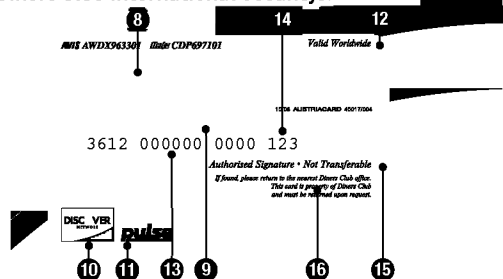 8 14 12
AWDX963301 CDP697101 Valid Worldwide
AUSTRIACARD 45017/004
3612 000000 0000 123
Authorised Signature • Not Transferable
If found, please return to the nearest Diners Club office.
This card is property of Diners Club
and must be returned upon request.
DISC VER
NETWORK
pulse
10 11 13 9 16 15